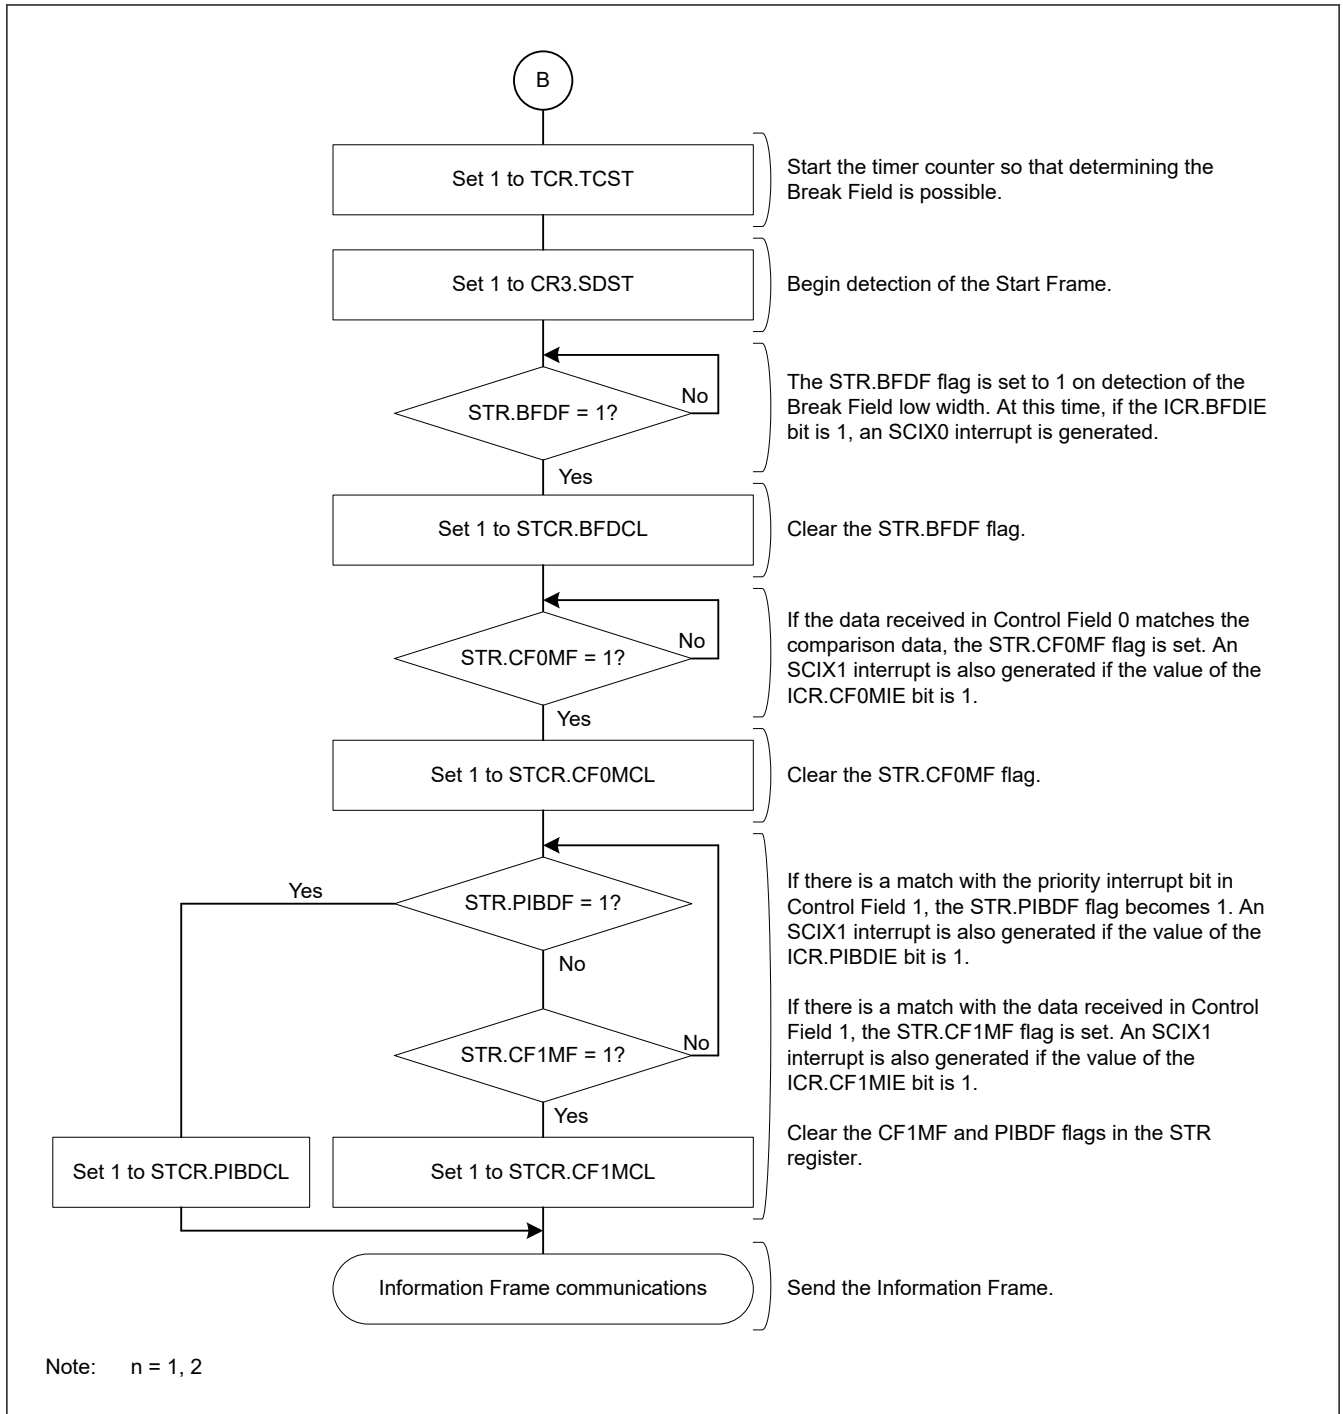 B
Set 1 to TCR.TCST
Start the timer counter so that determining the
Break Field is possible.
Set 1 to CR3.SDST
Begin detection of the Start Frame.
STR.BFDF = 1?
No
Yes
The STR.BFDF flag is set to 1 on detection of the
Break Field low width. At this time, if the ICR.BFDIE
bit is 1, an SCIX0 interrupt is generated.
Set 1 to STCR.BFDCL
Clear the STR.BFDF flag.
STR.CF0MF = 1?
No
Yes
If the data received in Control Field 0 matches the
comparison data, the STR.CF0MF flag is set. An
SCIX1 interrupt is also generated if the value of the
ICR.CF0MIE bit is 1.
Set 1 to STCR.CF0MCL
Clear the STR.CF0MF flag.
Yes
STR.PIBDF = 1?
No
If there is a match with the priority interrupt bit in
Control Field 1, the STR.PIBDF flag becomes 1. An
SCIX1 interrupt is also generated if the value of the
ICR.PIBDIE bit is 1.
STR.CF1MF = 1?
No
Yes
If there is a match with the data received in Control
Field 1, the STR.CF1MF flag is set. An SCIX1
interrupt is also generated if the value of the
ICR.CF1MIE bit is 1.
Set 1 to STCR.PIBDCL
Set 1 to STCR.CF1MCL
Clear the CF1MF and PIBDF flags in the STR
register.
Information Frame communications
Send the Information Frame.
Note: n = 1, 2